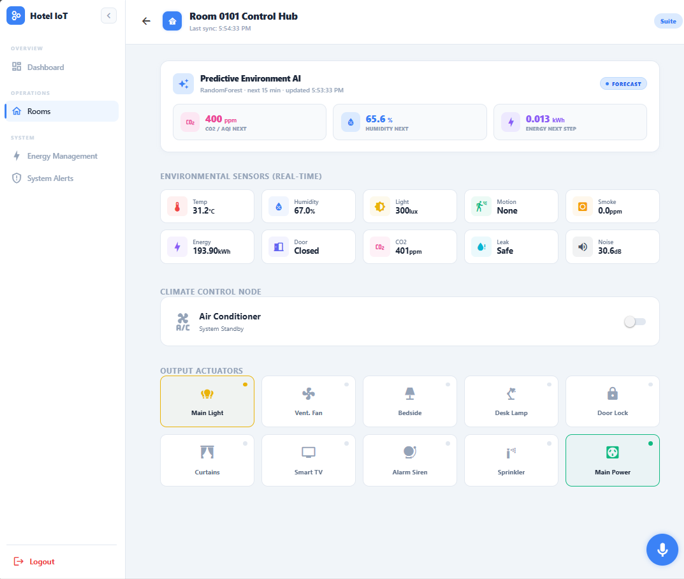 Hotel IoT
OVERVIEW
Dashboard
OPERATIONS
Rooms
SYSTEM
Energy Management
System Alerts
Logout
Room 0101 Control Hub
Last sync: 5:54:33 PM
Suite
Predictive Environment AI
RandomForest · next 15 min · updated 5:53:33 PM
FORECAST
CO₂
400 ppm
CO2 / AQI NEXT
65.6 %
HUMIDITY NEXT
0.013 kWh
ENERGY NEXT STEP
ENVIRONMENTAL SENSORS (REAL-TIME)
Temp
31.2°C
Humidity
67.0%
Light
300lux
Motion
None
Smoke
0.0ppm
Energy
193.90kWh
Door
Closed
CO₂
CO2
401ppm
Leak
Safe
Noise
30.6dB
CLIMATE CONTROL NODE
A/C
Air Conditioner
System Standby
OUTPUT ACTUATORS
Main Light
Vent. Fan
Bedside
Desk Lamp
Door Lock
Curtains
Smart TV
Alarm Siren
Sprinkler
Main Power